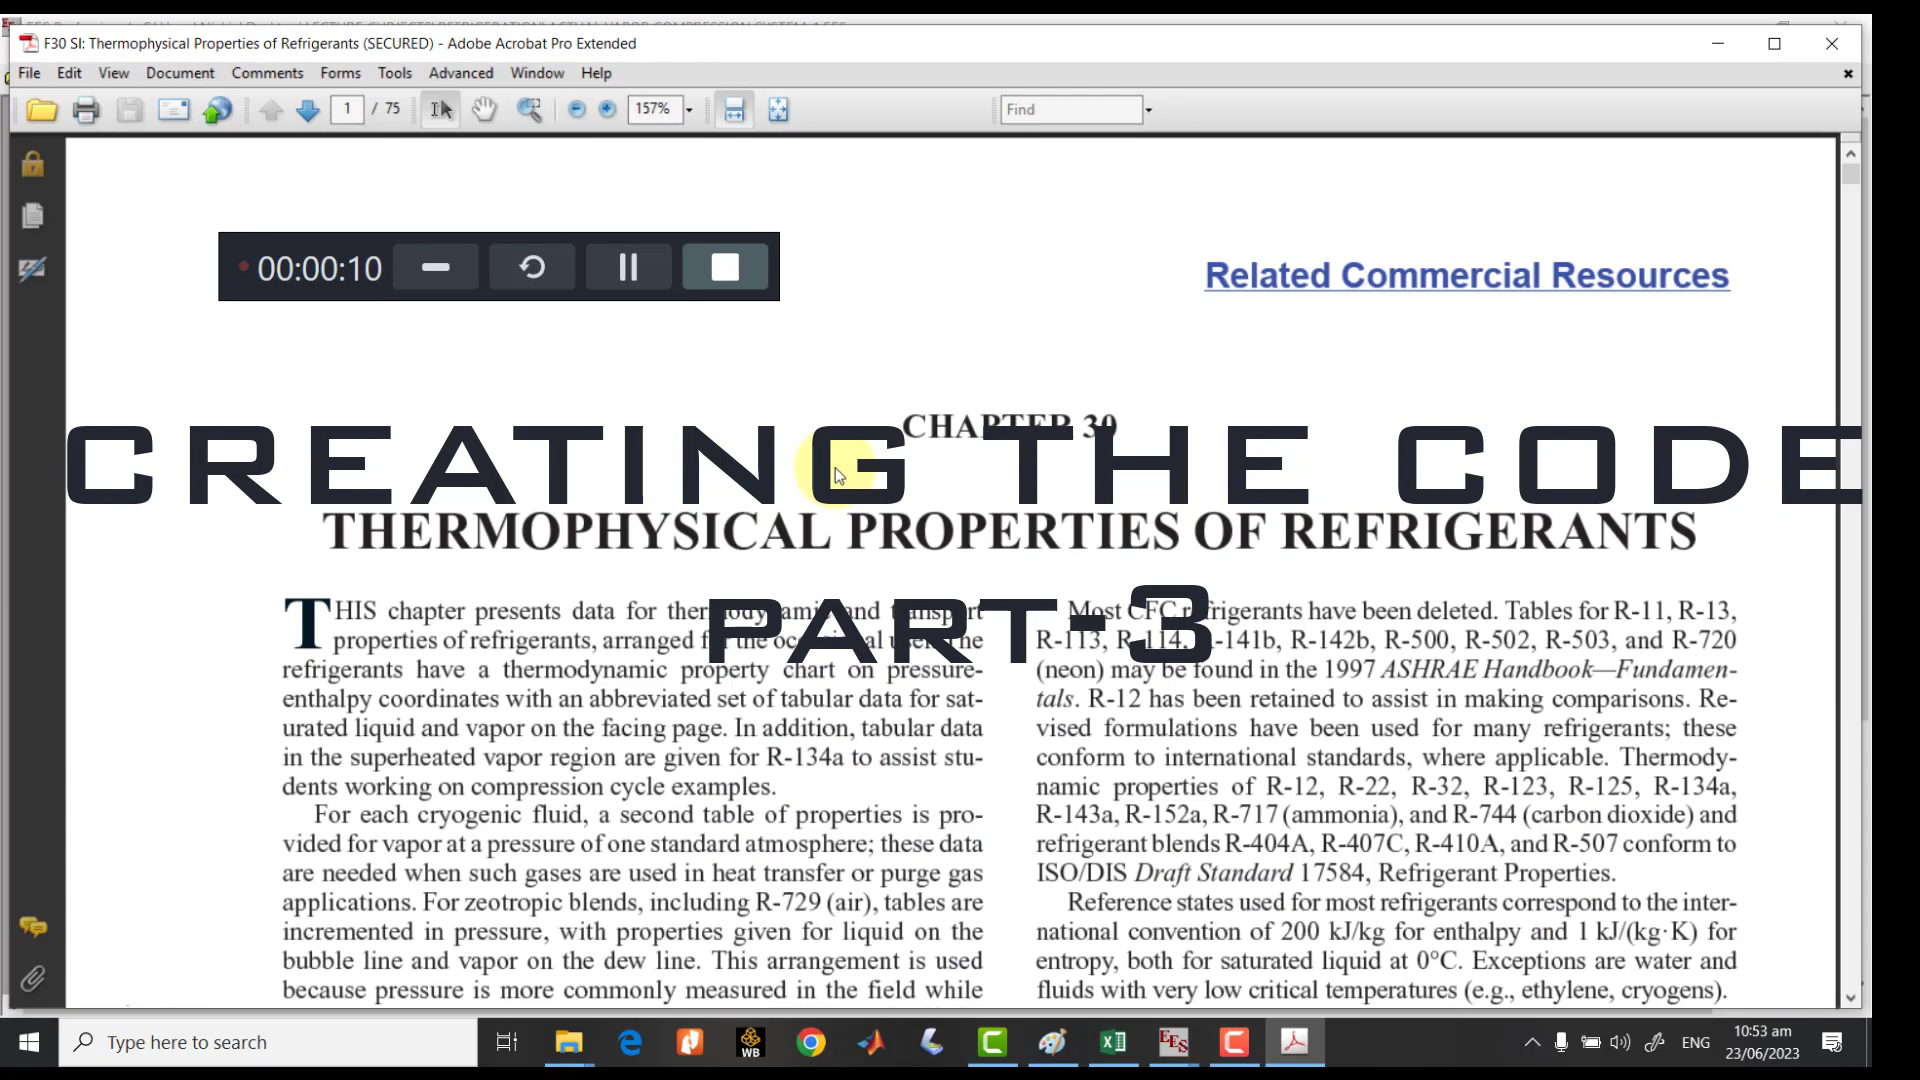 F30 SI: Thermophysical Properties of Refrigerants (SECURED) - Adobe Acrobat Pro Extended
File Edit View Document Comments Forms Tools Advanced Window Help
1 / 75 157% Find
00:00:10
Related Commercial Resources
CHAPTER 30
CREATING THE CODE
THERMOPHYSICAL PROPERTIES OF REFRIGERANTS
PART-3
THIS chapter presents data for thermodynamic and transport
properties of refrigerants, arranged for the occasional user. The
refrigerants have a thermodynamic property chart on pressure-
enthalpy coordinates with an abbreviated set of tabular data for sat-
urated liquid and vapor on the facing page. In addition, tabular data
in the superheated vapor region are given for R-134a to assist stu-
dents working on compression cycle examples.
For each cryogenic fluid, a second table of properties is pro-
vided for vapor at a pressure of one standard atmosphere; these data
are needed when such gases are used in heat transfer or purge gas
applications. For zeotropic blends, including R-729 (air), tables are
incremented in pressure, with properties given for liquid on the
bubble line and vapor on the dew line. This arrangement is used
because pressure is more commonly measured in the field while
Most CFC refrigerants have been deleted. Tables for R-11, R-13,
R-113, R-114, R-141b, R-142b, R-500, R-502, R-503, and R-720
(neon) may be found in the 1997 ASHRAE Handbook—Fundamen-
tals. R-12 has been retained to assist in making comparisons. Re-
vised formulations have been used for many refrigerants; these
conform to international standards, where applicable. Thermody-
namic properties of R-12, R-22, R-32, R-123, R-125, R-134a,
R-143a, R-152a, R-717 (ammonia), and R-744 (carbon dioxide) and
refrigerant blends R-404A, R-407C, R-410A, and R-507 conform to
ISO/DIS Draft Standard 17584, Refrigerant Properties.
Reference states used for most refrigerants correspond to the inter-
national convention of 200 kJ/kg for enthalpy and 1 kJ/(kg·K) for
entropy, both for saturated liquid at 0°C. Exceptions are water and
fluids with very low critical temperatures (e.g., ethylene, cryogens).
Type here to search
WB
EES
ENG
10:53 am
23/06/2023